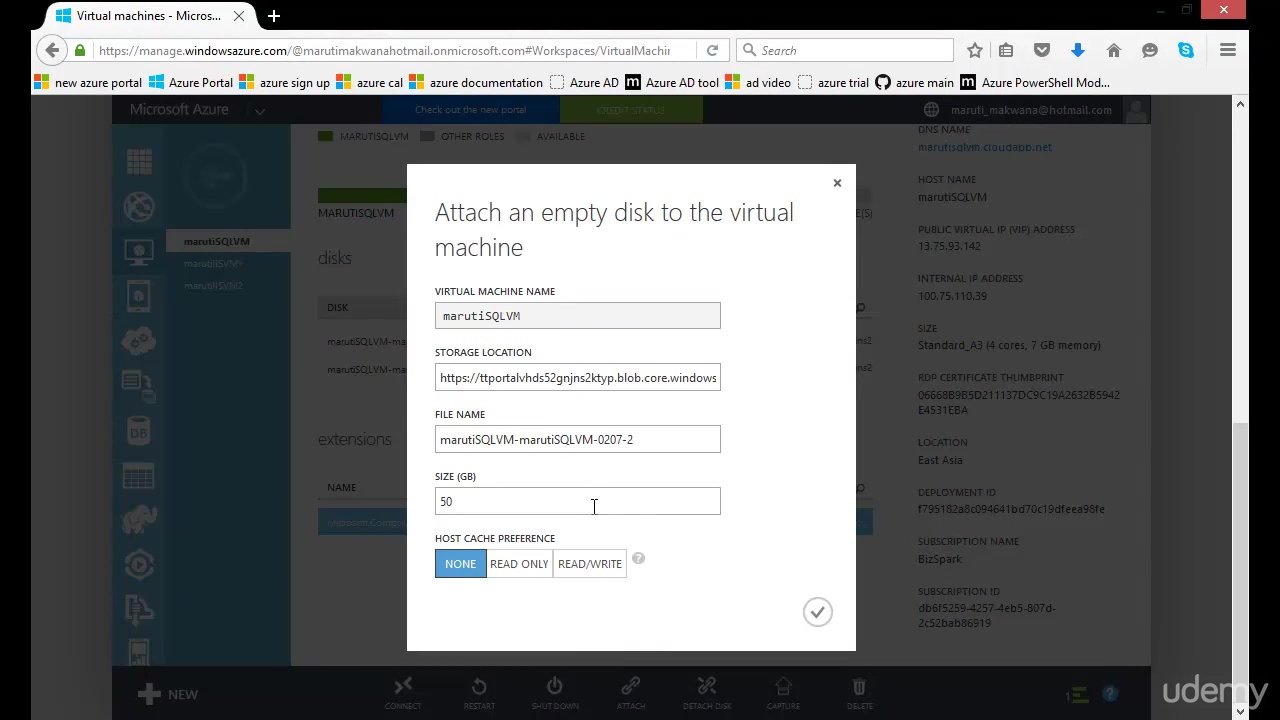 Virtual machines - Micros...
https://manage.windowsazure.com/@marutimakwanahotmail.onmicrosoft.com#Workspaces/VirtualMachin
Search
new azure portal
Azure Portal
azure sign up
azure cal
azure documentation
Azure AD
Azure AD tool
ad video
azure trial
azure main
Azure PowerShell Mod...
Microsoft Azure
Check out the new portal
CREDIT STATUS
maruti_makwana@hotmail.com
MARUTISQLVM
OTHER ROLES
AVAILABLE
MARUTISQLVM
marutiSQLVM
disks
DISK
marutiSQLVM-ma
marutiSQLVM-ma
extensions
NAME
Microsoft.Compu
Attach an empty disk to the virtual
machine
VIRTUAL MACHINE NAME
marutiSQLVM
STORAGE LOCATION
https://ttportalvhds52gnjns2ktyp.blob.core.windows
FILE NAME
marutiSQLVM-marutiSQLVM-0207-2
SIZE (GB)
50
HOST CACHE PREFERENCE
NONE
READ ONLY
READ/WRITE
DNS NAME
marutisqlvm.cloudapp.net
HOST NAME
marutiSQLVM
PUBLIC VIRTUAL IP (VIP) ADDRESS
13.75.93.142
INTERNAL IP ADDRESS
100.75.110.39
SIZE
Standard_A3 (4 cores, 7 GB memory)
RDP CERTIFICATE THUMBPRINT
06668B9B5D211137DC9C19A2632B5942
E4531EBA
LOCATION
East Asia
DEPLOYMENT ID
f795182a8c094641bd70c19dfeea98fe
SUBSCRIPTION NAME
BizSpark
SUBSCRIPTION ID
db6f5259-4257-4eb5-807d-
2c52bab86919
NEW
CONNECT
RESTART
SHUT DOWN
ATTACH
DETACH DISK
CAPTURE
DELETE
udemy